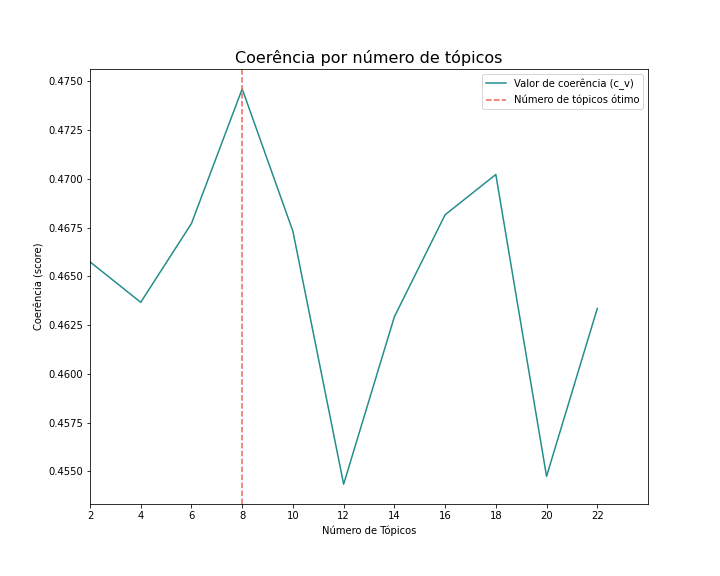 Coerência por número de tópicos
Valor de coerência (c_v)
Número de tópicos ótimo
Coerência (score)
0.4750
0.4725
0.4700
0.4675
0.4650
0.4625
0.4600
0.4575
0.4550
2 4 6 8 10 12 14 16 18 20 22
Número de Tópicos